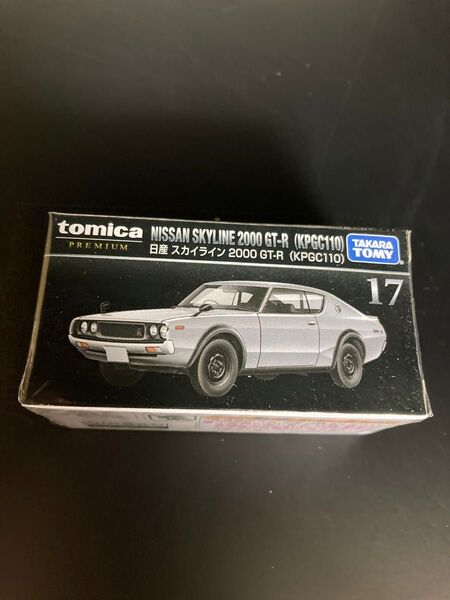 tomica
PREMIUM
NISSAN SKYLINE 2000 GT-R (KPGC110)
日産 スカイライン 2000 GT-R (KPGC110)
TAKARA
TOMY
17